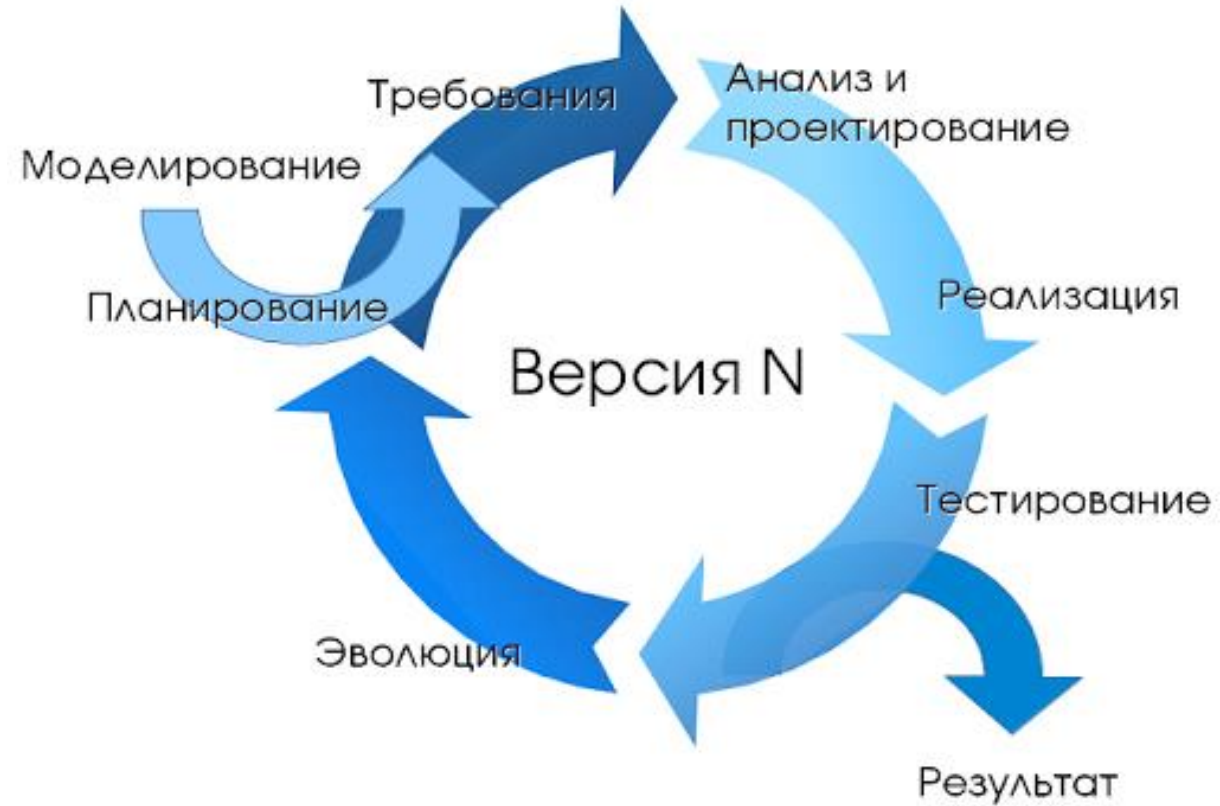 Требования
Анализ и
проектирование
Моделирование
Планирование
Реализация
Версия N
Тестирование
Эволюция
Результат